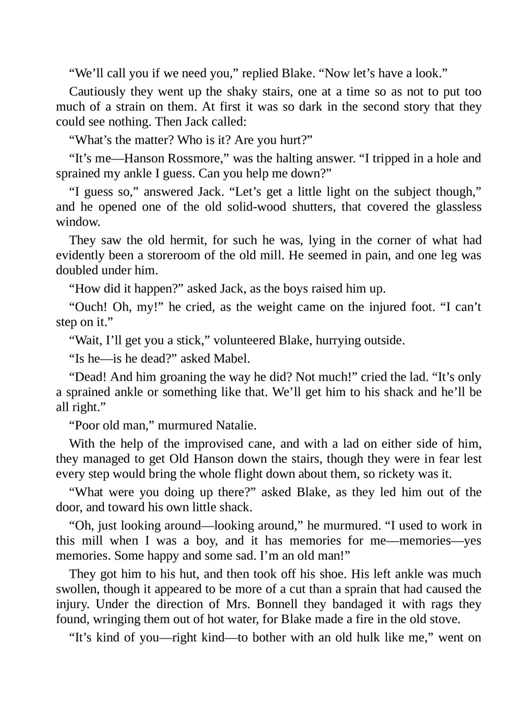 “We’ll call you if we need you,” replied Blake. “Now let’s have a look.”
Cautiously they went up the shaky stairs, one at a time so as not to put too
much of a strain on them. At first it was so dark in the second story that they
could see nothing. Then Jack called:
“What’s the matter? Who is it? Are you hurt?”
“It’s me—Hanson Rossmore,” was the halting answer. “I tripped in a hole and
sprained my ankle I guess. Can you help me down?”
“I guess so,” answered Jack. “Let’s get a little light on the subject though,”
and he opened one of the old solid-wood shutters, that covered the glassless
window.
They saw the old hermit, for such he was, lying in the corner of what had
evidently been a storeroom of the old mill. He seemed in pain, and one leg was
doubled under him.
“How did it happen?” asked Jack, as the boys raised him up.
“Ouch! Oh, my!” he cried, as the weight came on the injured foot. “I can’t
step on it.”
“Wait, I’ll get you a stick,” volunteered Blake, hurrying outside.
“Is he—is he dead?” asked Mabel.
“Dead! And him groaning the way he did? Not much!” cried the lad. “It’s only
a sprained ankle or something like that. We’ll get him to his shack and he’ll be
all right.”
“Poor old man,” murmured Natalie.
With the help of the improvised cane, and with a lad on either side of him,
they managed to get Old Hanson down the stairs, though they were in fear lest
every step would bring the whole flight down about them, so rickety was it.
“What were you doing up there?” asked Blake, as they led him out of the
door, and toward his own little shack.
“Oh, just looking around—looking around,” he murmured. “I used to work in
this mill when I was a boy, and it has memories for me—memories—yes
memories. Some happy and some sad. I’m an old man!”
They got him to his hut, and then took off his shoe. His left ankle was much
swollen, though it appeared to be more of a cut than a sprain that had caused the
injury. Under the direction of Mrs. Bonnell they bandaged it with rags they
found, wringing them out of hot water, for Blake made a fire in the old stove.
“It’s kind of you—right kind—to bother with an old hulk like me,” went on